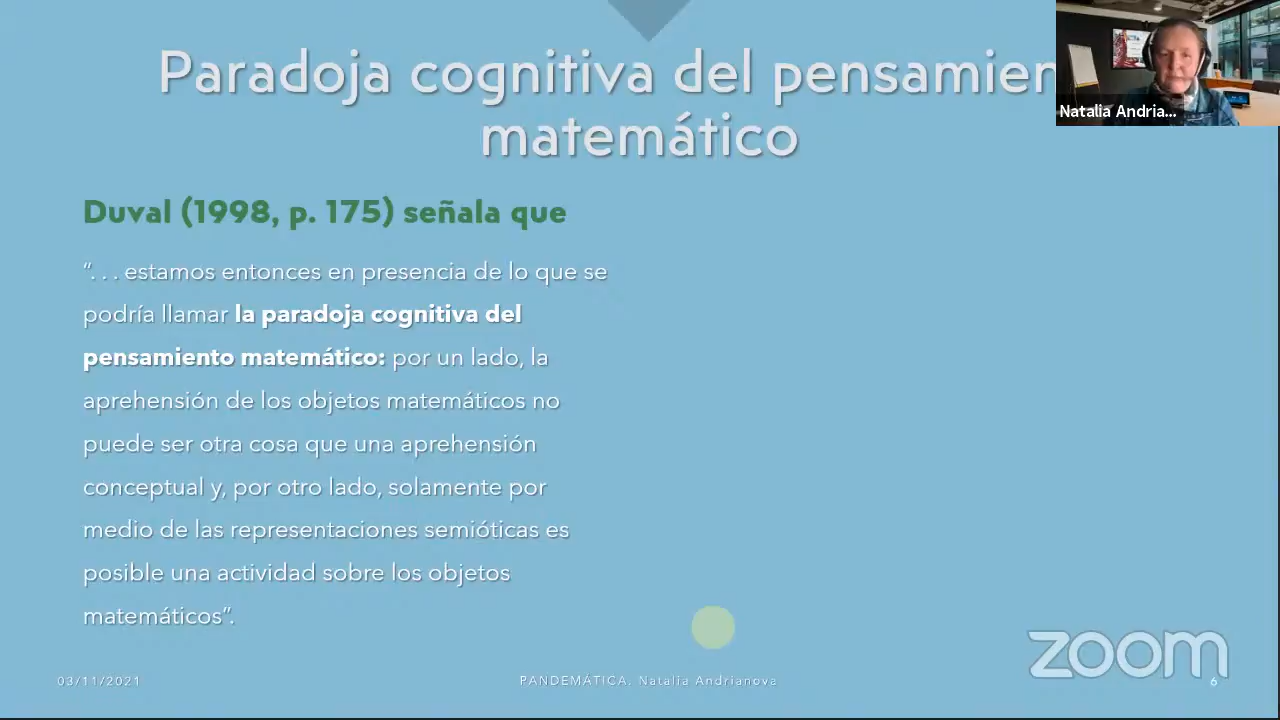 Paradoja cognitiva del pensamien
matemático
Natalia Andria...
Duval (1998, p. 175) señala que
“. . . estamos entonces en presencia de lo que se
podría llamar la paradoja cognitiva del
pensamiento matemático: por un lado, la
aprehensión de los objetos matemáticos no
puede ser otra cosa que una aprehensión
conceptual y, por otro lado, solamente por
medio de las representaciones semióticas es
posible una actividad sobre los objetos
matemáticos”.
zoom
03/11/2021
PANDEMÁTICA. Natalia Andrianova
6